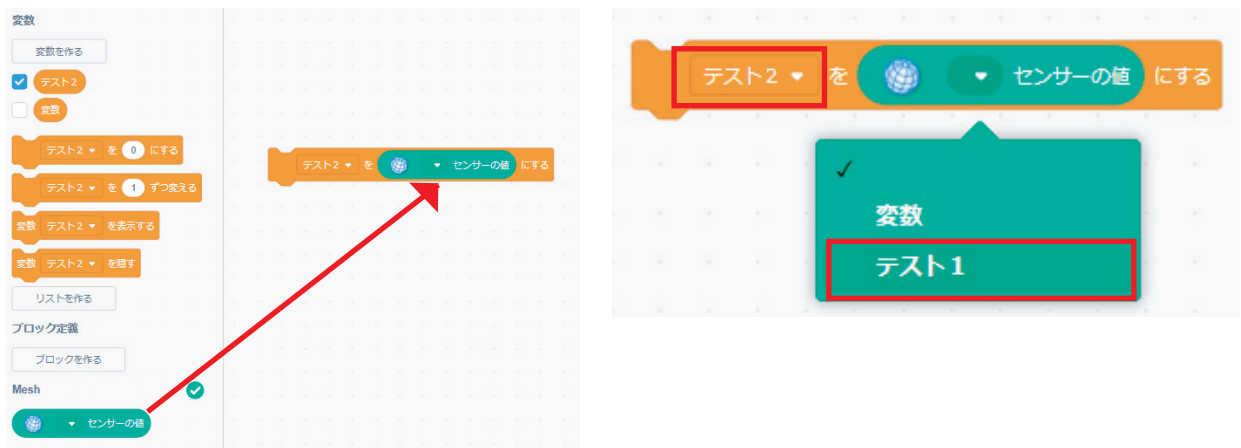 変数
変数を作る
テスト2
変数
テスト2 を 0 にする
テスト2 を 1 ずつ変える
変数 テスト2 を表示する
変数 テスト2 を隠す
リストを作る
ブロック定義
ブロックを作る
Mesh
センサーの値
テスト2 を センサーの値 にする
テスト2 を センサーの値 にする
変数
テスト1